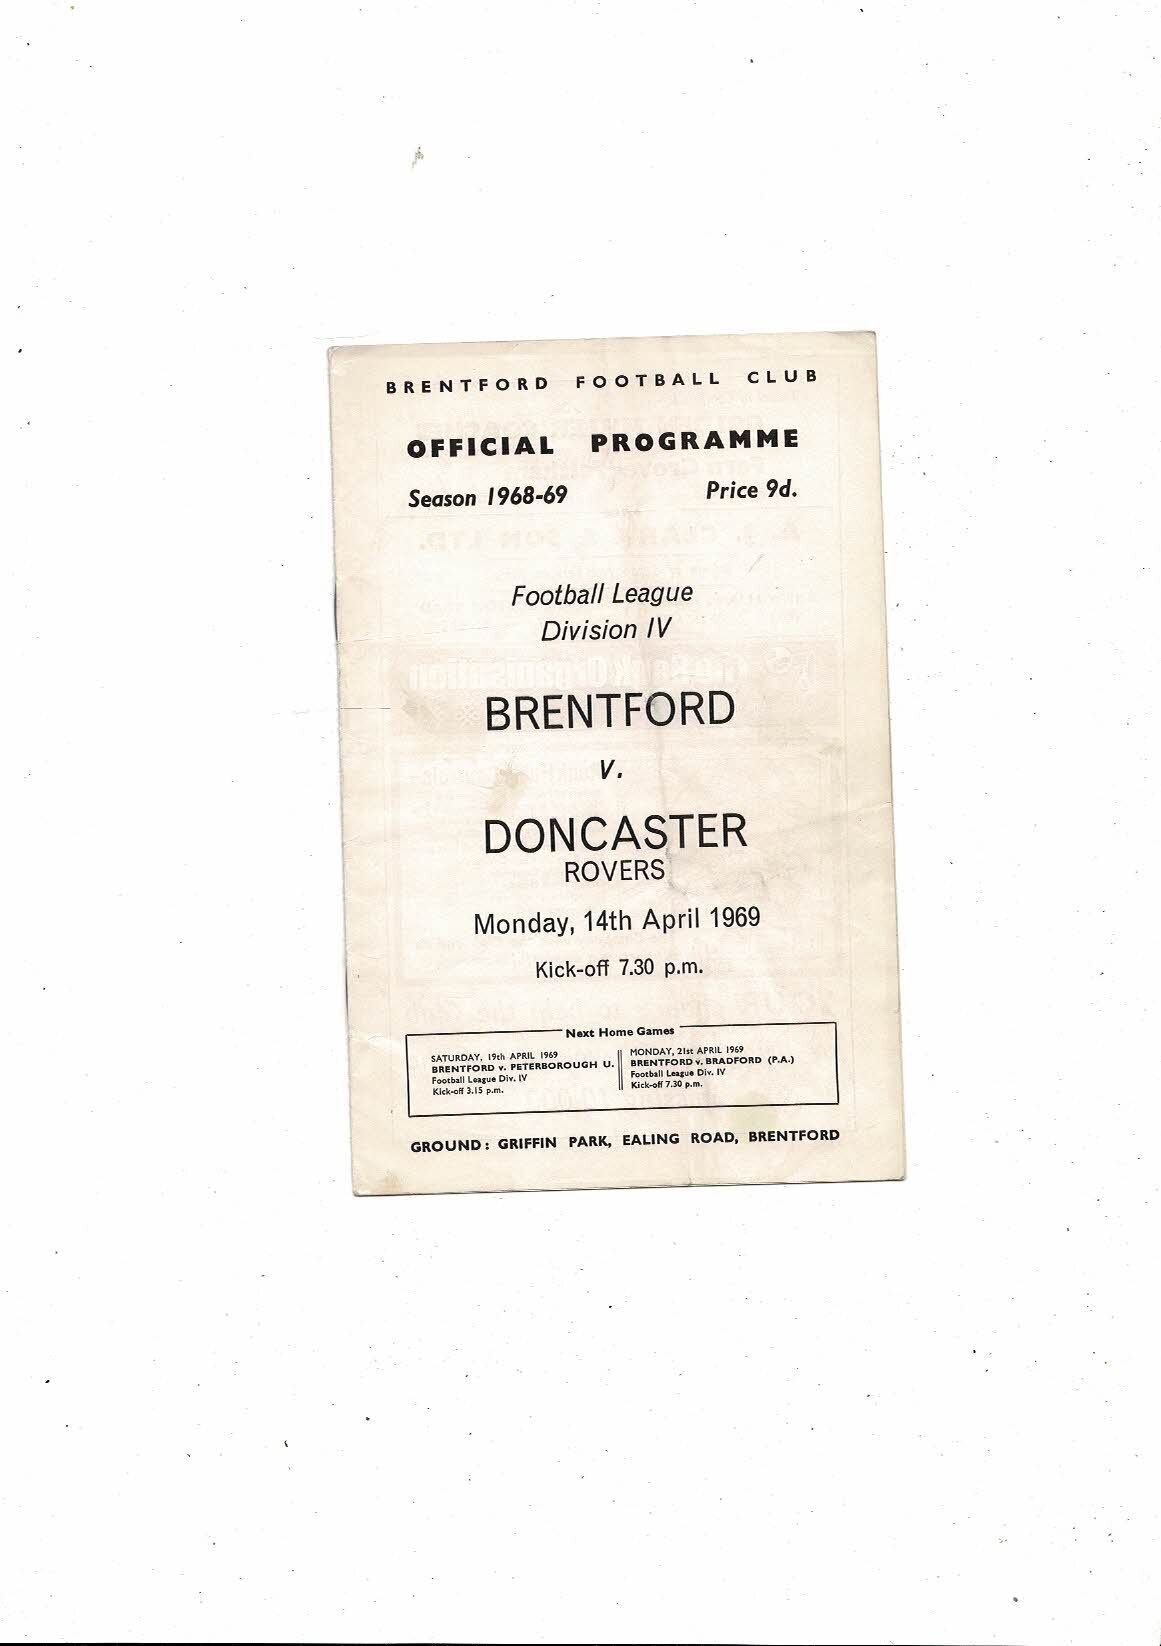 BRENTFORD FOOTBALL CLUB
OFFICIAL PROGRAMME
Season 1968-69 Price 9d.
Football League
Division IV
BRENTFORD
v.
DONCASTER
ROVERS
Monday, 14th April 1969
Kick-off 7.30 p.m.
Next Home Games
SATURDAY, 19th APRIL 1969
BRENTFORD v. PETERBOROUGH U.
Football League Div. IV
Kick-off 3.15 p.m.
MONDAY, 21st APRIL 1969
BRENTFORD v. BRADFORD (P.A.)
Football League Div. IV
Kick-off 7.30 p.m.
GROUND: GRIFFIN PARK, EALING ROAD, BRENTFORD